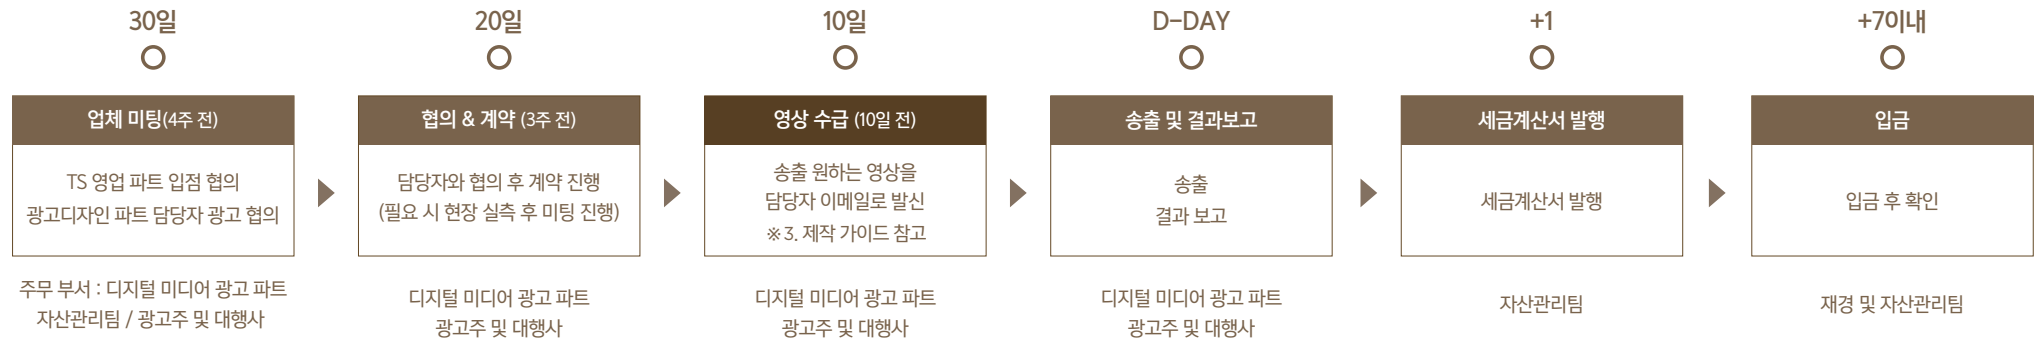 30일
업체 미팅(4주 전)
TS 영업 파트 입점 협의
광고디자인 파트 담당자 광고 협의
주무 부서 : 디지털 미디어 광고 파트
자산관리팀 / 광고주 및 대행사
20일
협의 & 계약 (3주 전)
담당자와 협의 후 계약 진행
(필요 시 현장 실측 후 미팅 진행)
디지털 미디어 광고 파트
광고주 및 대행사
10일
영상 수급 (10일 전)
송출 원하는 영상을
담당자 이메일로 발신
※ 3. 제작 가이드 참고
디지털 미디어 광고 파트
광고주 및 대행사
D-DAY
송출 및 결과보고
송출
결과 보고
디지털 미디어 광고 파트
광고주 및 대행사
+1
세금계산서 발행
세금계산서 발행
자산관리팀
+7이내
입금
입금 후 확인
재경 및 자산관리팀